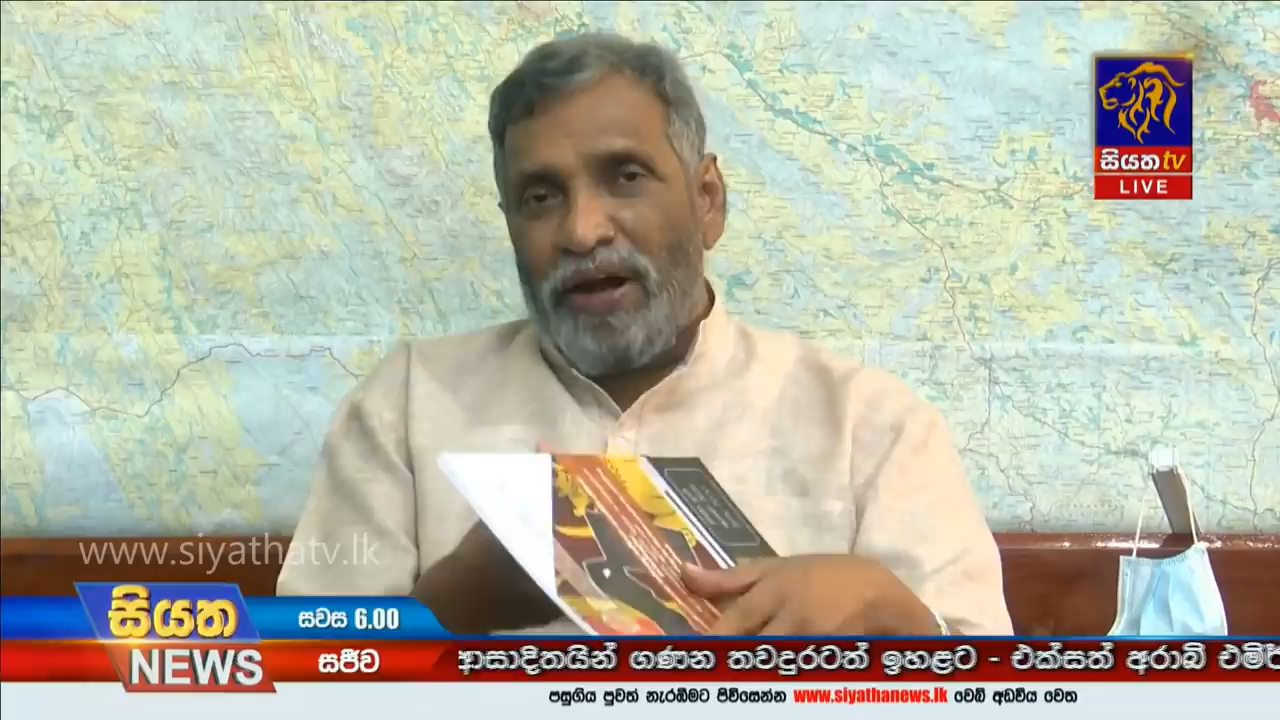 සියත tv
LIVE
www.siyathatv.lk
සියත
NEWS
සවස 6.00
සජීව
ආසාදිතයින් ගණන තවදුරටත් ඉහළට - එක්සත් අරාබි එමිර්
පසුගිය පුවත් නැරඹීමට පිවිසෙන්න www.siyathanews.lk වෙබ් අඩවිය වෙත